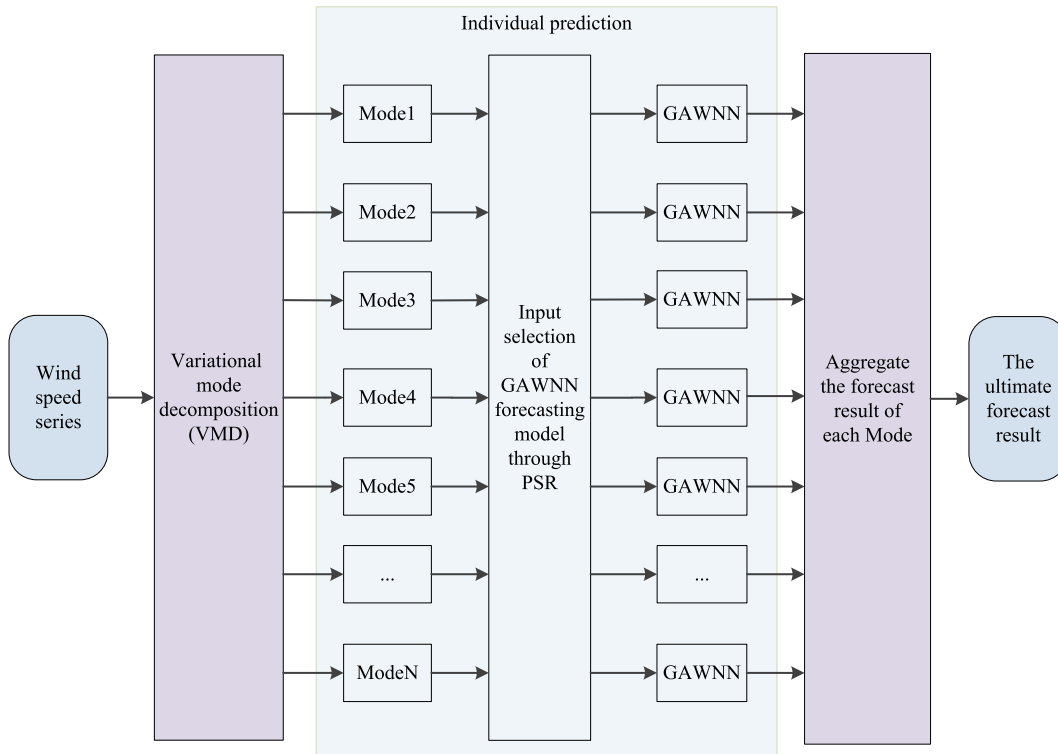 Individual prediction
Wind
speed
series
Variational
mode
decomposition
(VMD)
Mode1
Mode2
Mode3
Mode4
Mode5
...
ModeN
Input
selection
of
GAWNN
forecasting
model
through
PSR
GAWNN
GAWNN
GAWNN
GAWNN
GAWNN
...
GAWNN
Aggregate
the forecast
result of
each Mode
The
ultimate
forecast
result